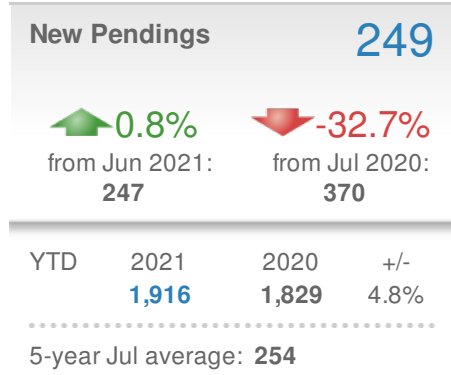 New Pendings 249
0.8% -32.7%
from Jun 2021: from Jul 2020:
247 370
YTD 2021 2020 +/-
1,916 1,829 4.8%
5-year Jul average: 254